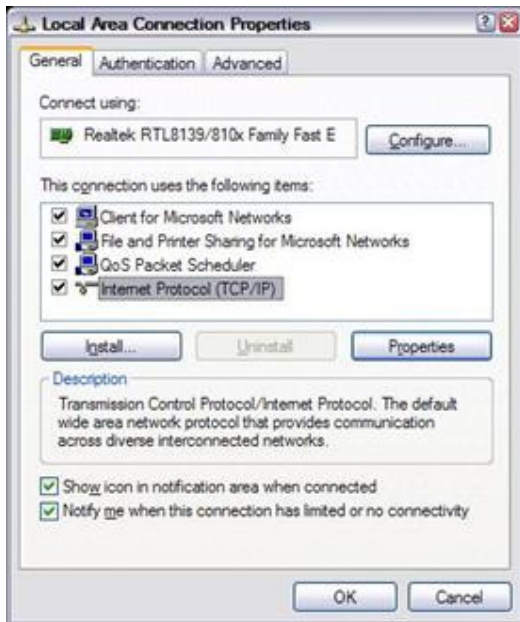 Local Area Connection Properties
General Authentication Advanced
Connect using:
Realtek RTL8139/810x Family Fast E
Configure...
This connection uses the following items:
Client for Microsoft Networks
File and Printer Sharing for Microsoft Networks
QoS Packet Scheduler
Internet Protocol (TCP/IP)
Install... Uninstall Properties
Description
Transmission Control Protocol/Internet Protocol. The default
wide area network protocol that provides communication
across diverse interconnected networks.
Show icon in notification area when connected
Notify me when this connection has limited or no connectivity
OK Cancel